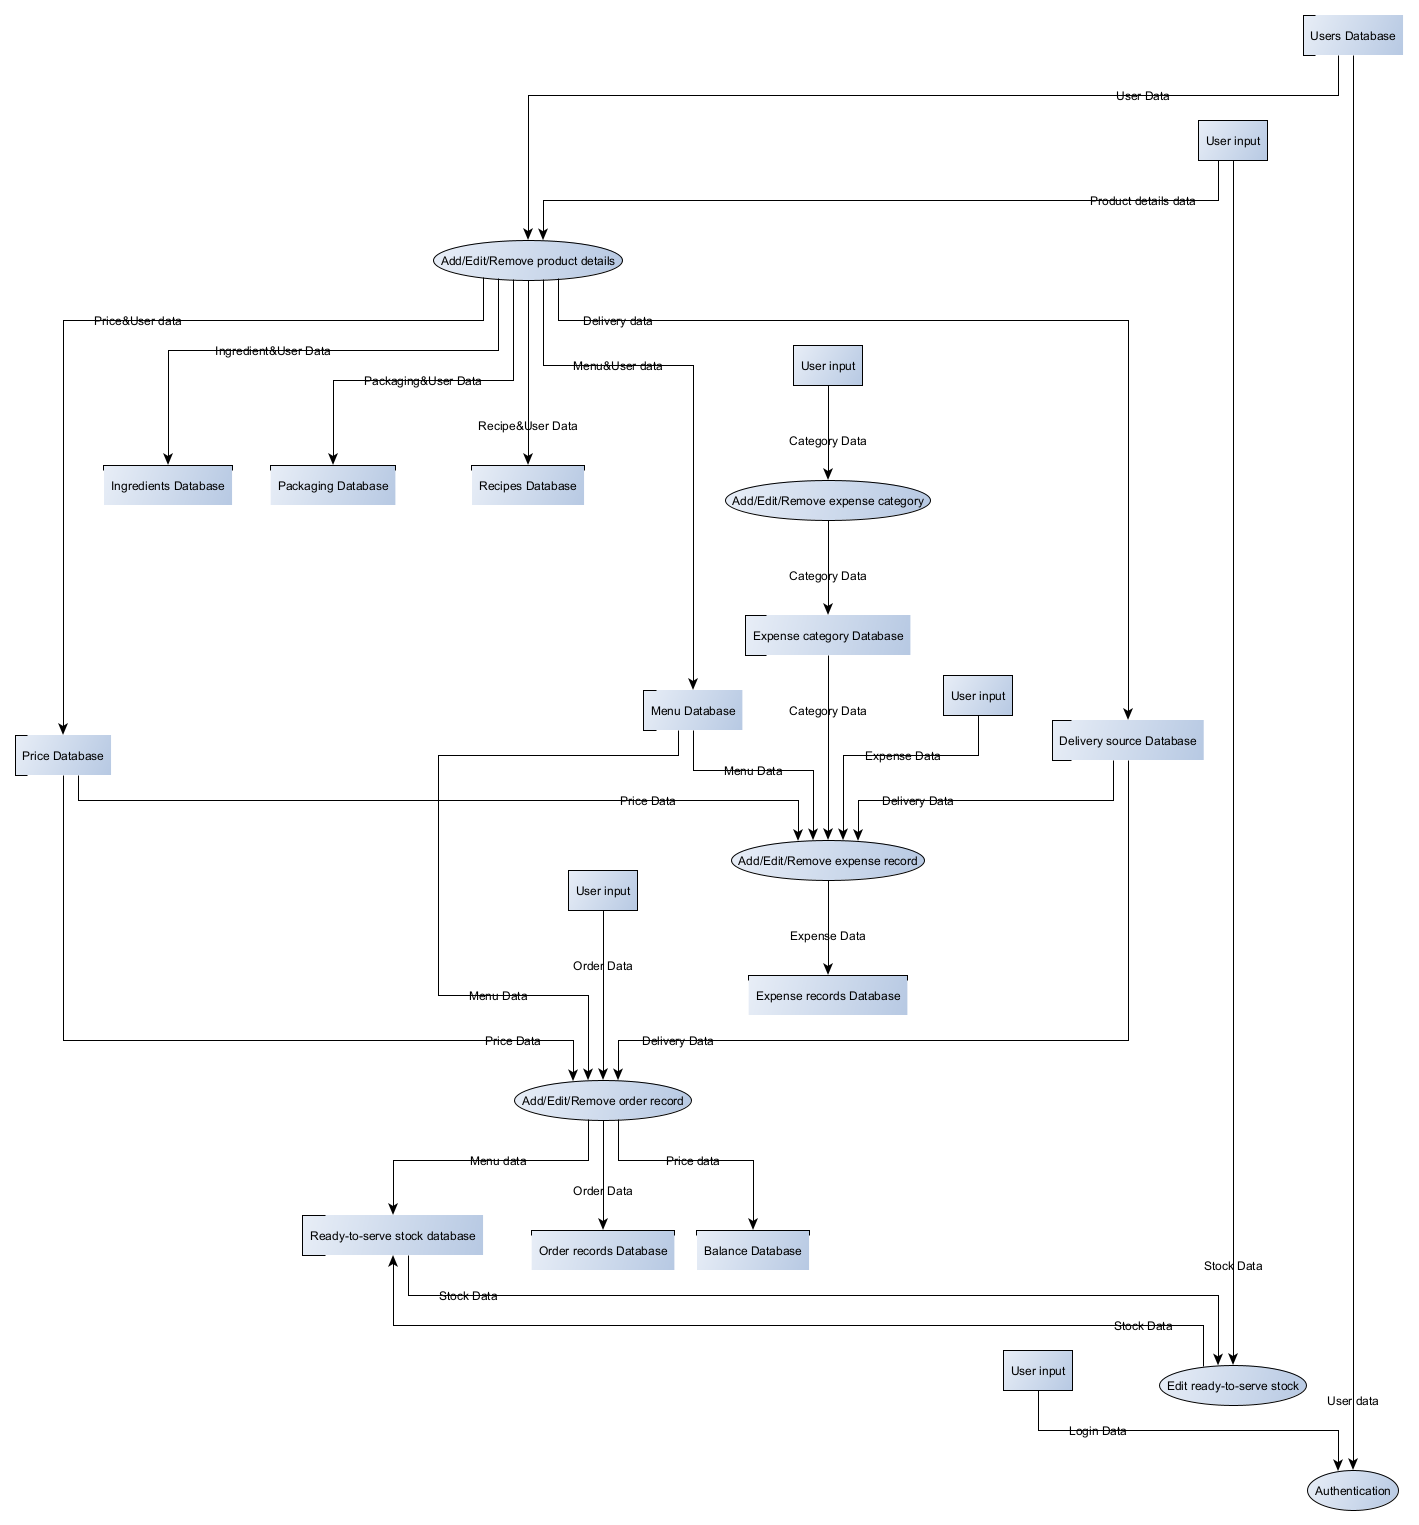 Users Database
User Data
User input
Product details data
Add/Edit/Remove product details
Price&User data
Delivery data
Ingredient&User Data
Menu&User data
User input
Packaging&User Data
Recipe&User Data
Category Data
Ingredients Database
Packaging Database
Recipes Database
Add/Edit/Remove expense category
Category Data
Expense category Database
User input
Menu Database
Category Data
Delivery source Database
Price Database
Expense Data
Menu Data
Price Data
Delivery Data
Add/Edit/Remove expense record
User input
Expense Data
Order Data
Menu Data
Expense records Database
Price Data
Delivery Data
Add/Edit/Remove order record
Menu data
Price data
Order Data
Ready-to-serve stock database
Order records Database
Balance Database
Stock Data
Stock Data
Stock Data
User input
Edit ready-to-serve stock
User data
Login Data
Authentication